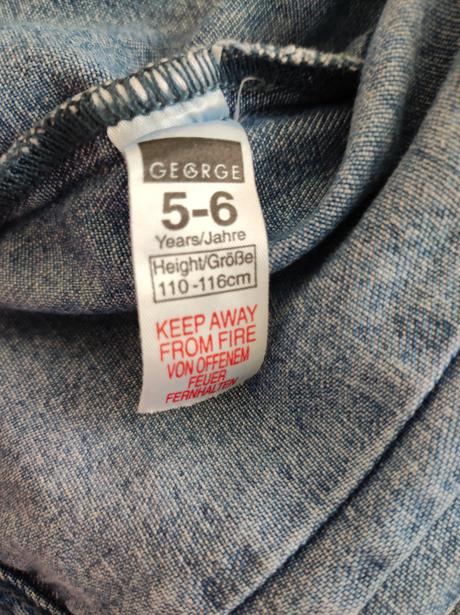 GEORGE
5-6
Years/Jahre
Height/Größe
110-116cm
KEEP AWAY
FROM FIRE
VON OFFENEM
FEUER
FERNHALTEN